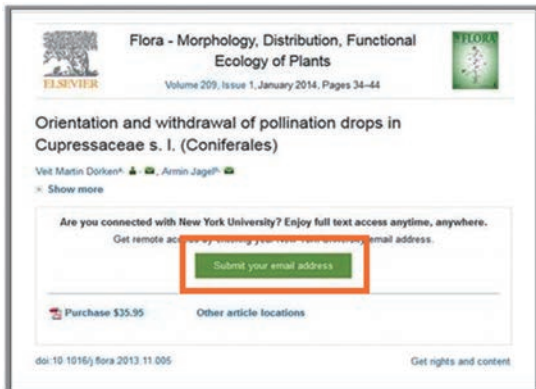 Flora - Morphology, Distribution, Functional
Ecology of Plants
ELSEVIER
Volume 209, Issue 1, January 2014, Pages 34–44
FLORA
Orientation and withdrawal of pollination drops in
Cupressaceae s. l. (Coniferales)
Veit Martin Dörken, Armin Jagel
Show more
Are you connected with New York University? Enjoy full text access anytime, anywhere.
Get remote access by entering your New York University email address.
Submit your email address
Purchase $35.95 Other article locations
doi:10.1016/j.flora.2013.11.005 Get rights and content